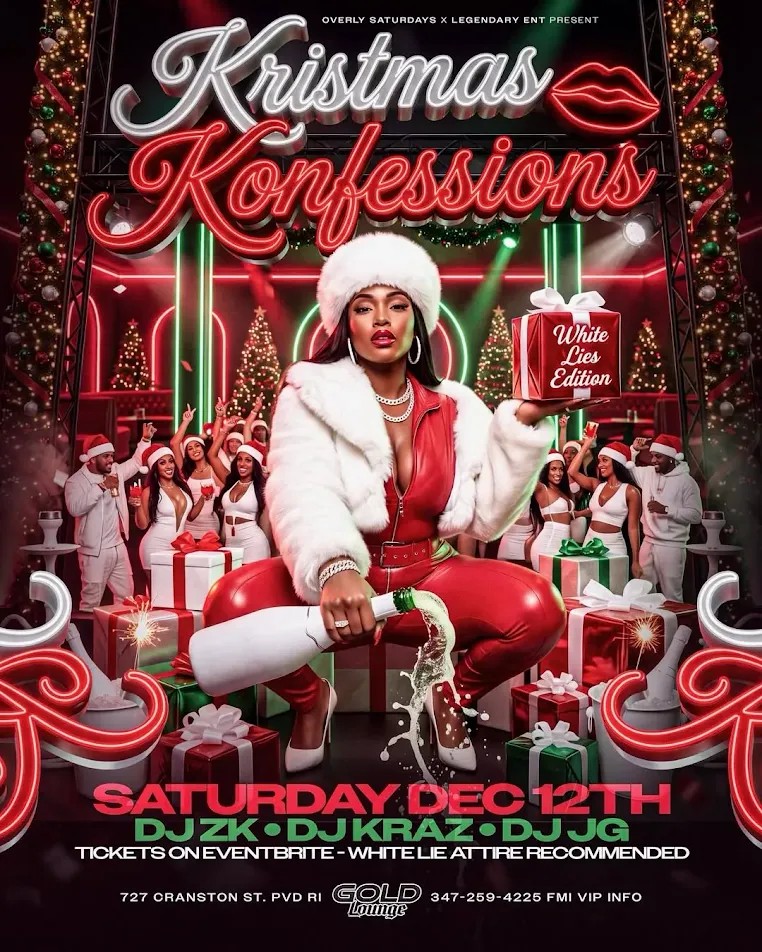 OVERLY SATURDAYS X LEGENDARY ENT PRESENT
Kristmas
Konfessions
White
Lies
Edition
SATURDAY DEC 12TH
DJ ZK • DJ KRAZ • DJ JG
TICKETS ON EVENTBRITE - WHITE LIE ATTIRE RECOMMENDED
727 CRANSTON ST. PVD RI GOLD Lounge 347-259-4225 FMI VIP INFO